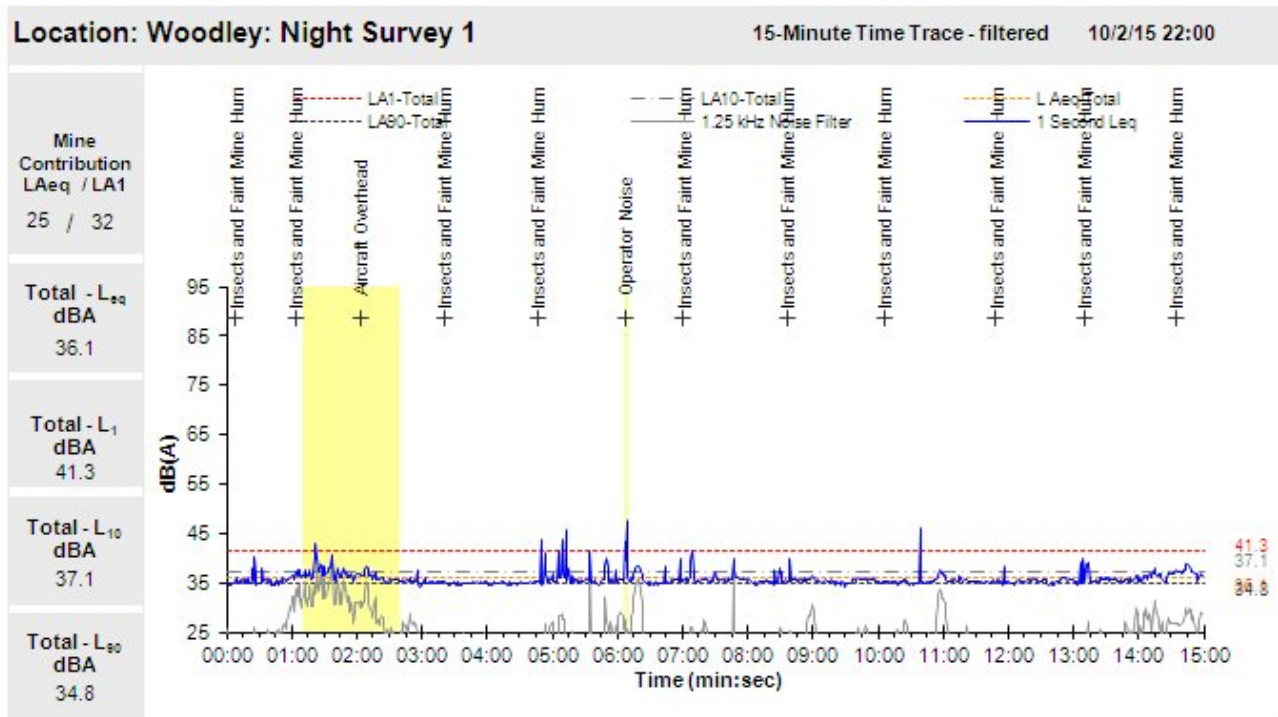 Location: Woodley: Night Survey 1
15-Minute Time Trace - filtered 10/2/15 22:00
Mine
Contribution
LAeq / LA1
25 / 32
Total - Leq
dBA
36.1
Total - L1
dBA
41.3
Total - L10
dBA
37.1
Total - L90
dBA
34.8
LA1-Total
LA10-Total
L Aeq-Total
LA90-Total
1.25 kHz Noise Filter
1 Second Leq
Insects and Faint Mine Hum
Insects and Faint Mine Hum
Aircraft Overhead
Insects and Faint Mine Hum
Insects and Faint Mine Hum
Operator Noise
Insects and Faint Mine Hum
Insects and Faint Mine Hum
Insects and Faint Mine Hum
Insects and Faint Mine Hum
Insects and Faint Mine Hum
Insects and Faint Mine Hum
dB(A)
95
85
75
65
55
45
35
25
41.3
37.1
34.8
00:00 01:00 02:00 03:00 04:00 05:00 06:00 07:00 08:00 09:00 10:00 11:00 12:00 13:00 14:00 15:00
Time (min:sec)